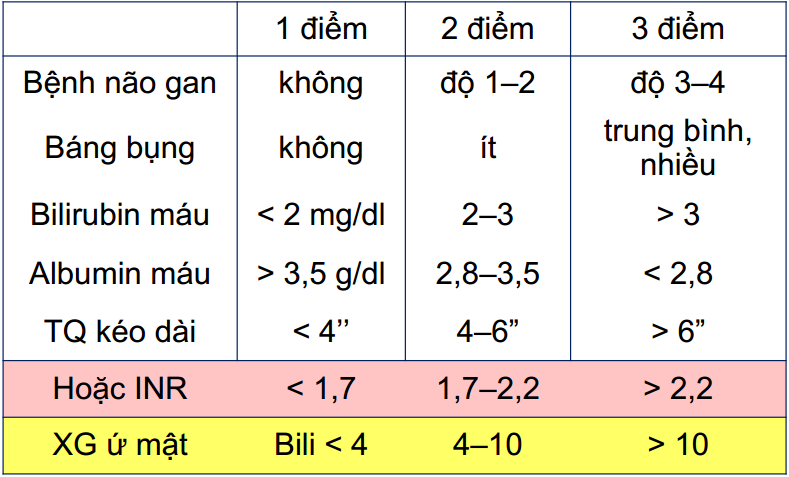 1 điểm 2 điểm 3 điểm
Bệnh não gan không độ 1–2 độ 3–4
Báng bụng không ít trung bình,
nhiều
Bilirubin máu < 2 mg/dl 2–3 > 3
Albumin máu > 3,5 g/dl 2,8–3,5 < 2,8
TQ kéo dài < 4’’ 4–6” > 6”
Hoặc INR < 1,7 1,7–2,2 > 2,2
XG ứ mật Bili < 4 4–10 > 10